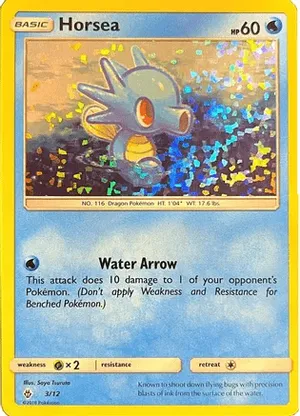 BASIC Horsea HP60
NO. 116 Dragon Pokémon HT. 1'04" WT. 17.6 lbs.
Water Arrow
This attack does 10 damage to 1 of your opponent's
Pokémon. (Don't apply Weakness and Resistance for
Benched Pokémon.)
weakness ×2 resistance retreat
Illus. Saya Tsuruta
3/12
©2018 Pokémon
Known to shoot down flying bugs with precision
blasts of ink from the surface of the water.